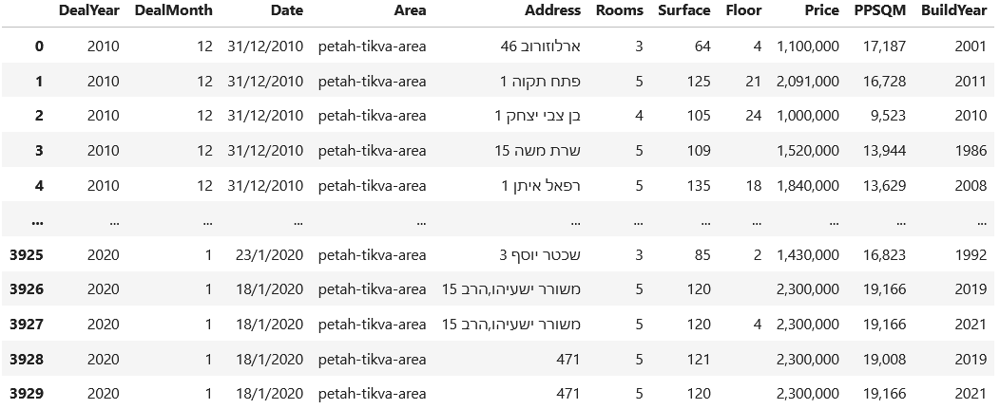 DealYear DealMonth Date Area Address Rooms Surface Floor Price PPSQM BuildYear
0 2010 12 31/12/2010 petah-tikva-area ארלוזורוב 46 3 64 4 1,100,000 17,187 2001
1 2010 12 31/12/2010 petah-tikva-area פתח תקוה 1 5 125 21 2,091,000 16,728 2011
2 2010 12 31/12/2010 petah-tikva-area בן צבי יצחק 1 4 105 24 1,000,000 9,523 2010
3 2010 12 31/12/2010 petah-tikva-area שרת משה 15 5 109 1,520,000 13,944 1986
4 2010 12 31/12/2010 petah-tikva-area רפאל איתן 1 5 135 18 1,840,000 13,629 2008
... ... ... ... ... ... ... ... ... ... ... ...
3925 2020 1 23/1/2020 petah-tikva-area שכטר יוסף 3 3 85 2 1,430,000 16,823 1992
3926 2020 1 18/1/2020 petah-tikva-area משורר ישעיהו,הרב 15 5 120 2,300,000 19,166 2019
3927 2020 1 18/1/2020 petah-tikva-area משורר ישעיהו,הרב 15 5 120 4 2,300,000 19,166 2021
3928 2020 1 18/1/2020 petah-tikva-area 471 5 121 2,300,000 19,008 2019
3929 2020 1 18/1/2020 petah-tikva-area 471 5 120 2,300,000 19,166 2021